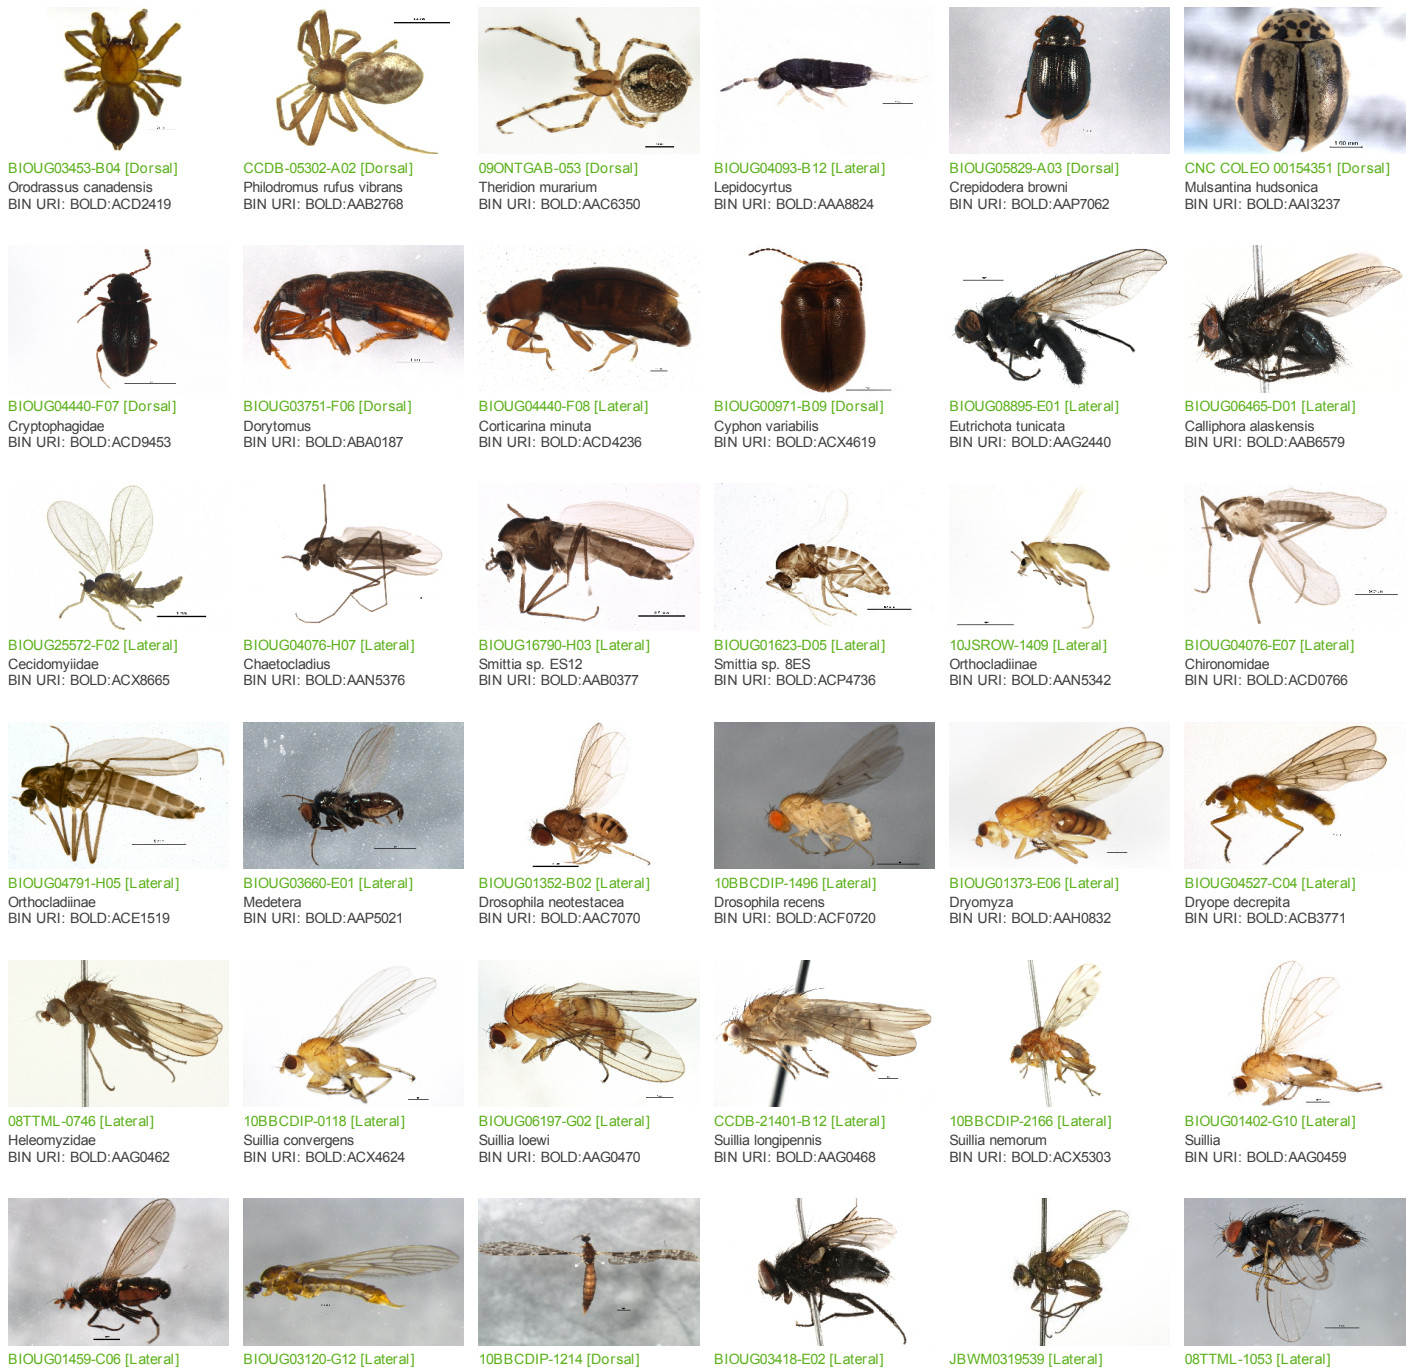 BIOUG03453-B04 [Dorsal]
Orodrassus canadensis
BIN URI: BOLD:ACD2419
CCDB-05302-A02 [Dorsal]
Philodromus rufus vibrans
BIN URI: BOLD:AAB2768
09ONTGAB-053 [Dorsal]
Theridion murarium
BIN URI: BOLD:AAC6350
BIOUG04093-B12 [Lateral]
Lepidocyrtus
BIN URI: BOLD:AAA8824
BIOUG05829-A03 [Dorsal]
Crepidodera browni
BIN URI: BOLD:AAP7062
1.00 mm
CNC COLEO 00154351 [Dorsal]
Mulsantina hudsonica
BIN URI: BOLD:AAI3237
BIOUG04440-F07 [Dorsal]
Cryptophagidae
BIN URI: BOLD:ACD9453
BIOUG03751-F06 [Dorsal]
Dorytomus
BIN URI: BOLD:ABA0187
BIOUG04440-F08 [Lateral]
Corticarina minuta
BIN URI: BOLD:ACD4236
BIOUG00971-B09 [Dorsal]
Cyphon variabilis
BIN URI: BOLD:ACX4619
BIOUG08895-E01 [Lateral]
Eutrichota tunicata
BIN URI: BOLD:AAG2440
BIOUG06465-D01 [Lateral]
Calliphora alaskensis
BIN URI: BOLD:AAB6579
BIOUG25572-F02 [Lateral]
Cecidomyiidae
BIN URI: BOLD:ACX8665
BIOUG04076-H07 [Lateral]
Chaetocladius
BIN URI: BOLD:AAN5376
BIOUG16790-H03 [Lateral]
Smittia sp. ES12
BIN URI: BOLD:AAB0377
BIOUG01623-D05 [Lateral]
Smittia sp. 8ES
BIN URI: BOLD:ACP4736
10JSROW-1409 [Lateral]
Orthocladiinae
BIN URI: BOLD:AAN5342
BIOUG04076-E07 [Lateral]
Chironomidae
BIN URI: BOLD:ACD0766
BIOUG04791-H05 [Lateral]
Orthocladiinae
BIN URI: BOLD:ACE1519
BIOUG03660-E01 [Lateral]
Medetera
BIN URI: BOLD:AAP5021
BIOUG01352-B02 [Lateral]
Drosophila neotestacea
BIN URI: BOLD:AAC7070
10BBCDIP-1496 [Lateral]
Drosophila recens
BIN URI: BOLD:ACF0720
BIOUG01373-E06 [Lateral]
Dryomyza
BIN URI: BOLD:AAH0832
BIOUG04527-C04 [Lateral]
Dryope decrepita
BIN URI: BOLD:ACB3771
08TTML-0746 [Lateral]
Heleomyzidae
BIN URI: BOLD:AAG0462
10BBCDIP-0118 [Lateral]
Suillia convergens
BIN URI: BOLD:ACX4624
BIOUG06197-G02 [Lateral]
Suillia loewi
BIN URI: BOLD:AAG0470
CCDB-21401-B12 [Lateral]
Suillia longipennis
BIN URI: BOLD:AAG0468
10BBCDIP-2166 [Lateral]
Suillia nemorum
BIN URI: BOLD:ACX5303
BIOUG01402-G10 [Lateral]
Suillia
BIN URI: BOLD:AAG0459
BIOUG01459-C06 [Lateral]
BIOUG03120-G12 [Lateral]
10BBCDIP-1214 [Dorsal]
BIOUG03418-E02 [Lateral]
JBWM0319539 [Lateral]
08TTML-1053 [Lateral]